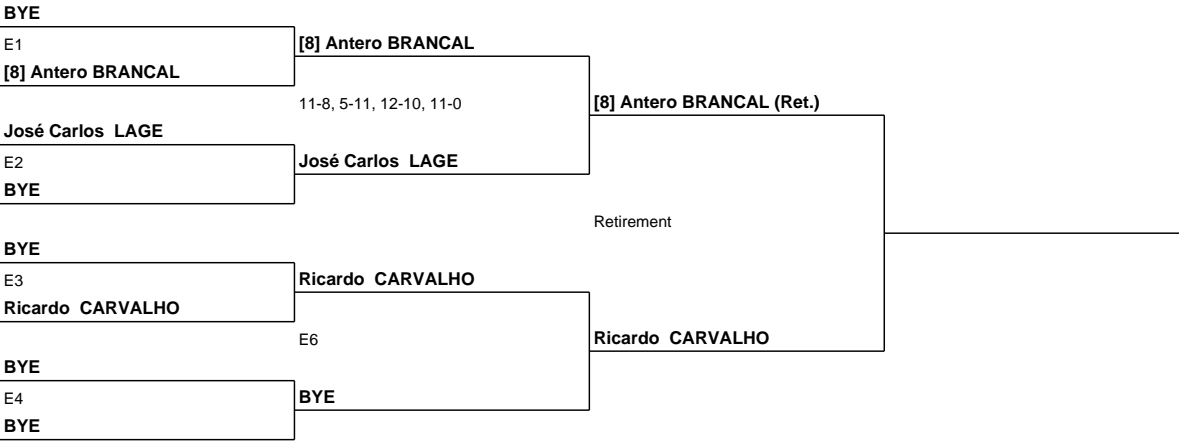 BYE
E1
[8] Antero BRANCAL
[8] Antero BRANCAL
11-8, 5-11, 12-10, 11-0
[8] Antero BRANCAL (Ret.)
José Carlos LAGE
E2
José Carlos LAGE
BYE
Retirement
BYE
E3
Ricardo CARVALHO
Ricardo CARVALHO
E6
Ricardo CARVALHO
BYE
E4
BYE
BYE